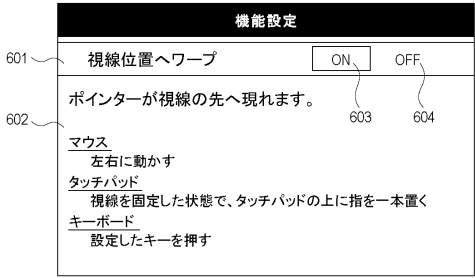 機能設定
601 視線位置へワープ ON OFF
603 604
ポインターが視線の先へ現れます。
602
マウス
左右に動かす
タッチパッド
視線を固定した状態で、タッチパッドの上に指を一本置く
キーボード
設定したキーを押す